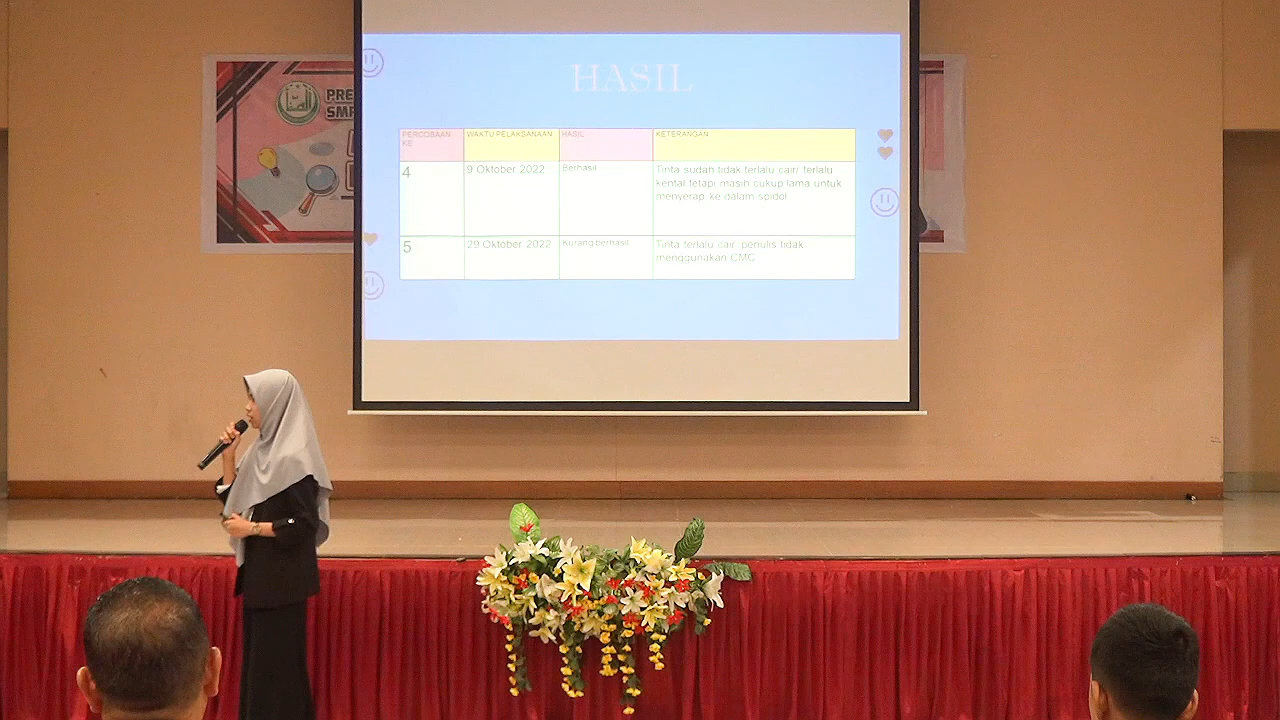 HASIL
PERCOBAAN KE
WAKTU PELAKSANAAN
HASIL
KETERANGAN
4
9 Oktober 2022
Berhasil
Tinta sudah tidak terlalu cair/ terlalu
kental tetapi masih cukup lama untuk
menyerap ke dalam spidol
5
29 Oktober 2022
Kurang berhasil
Tinta terlalu cair, penulis tidak
menggunakan CMC
PRE
SMP